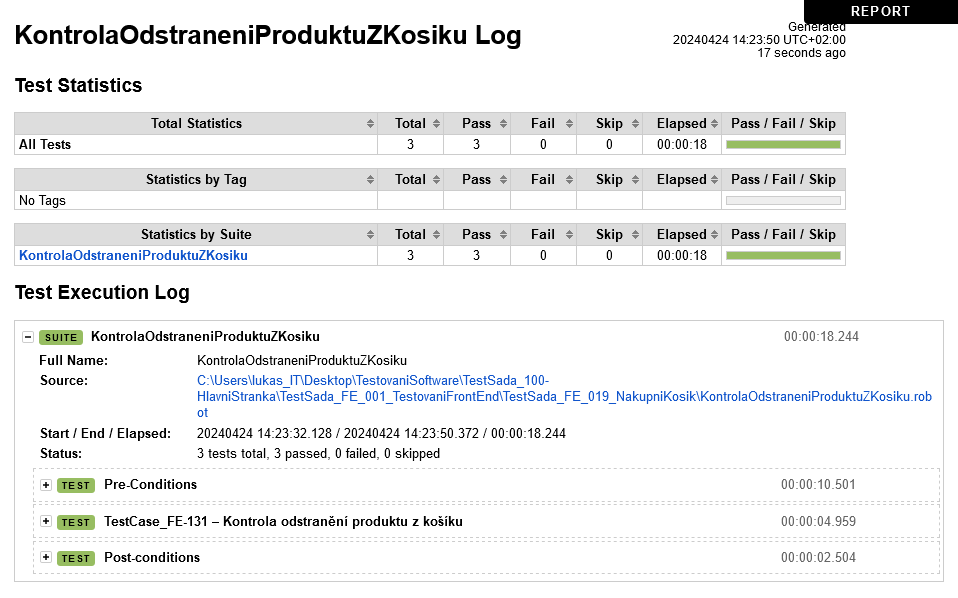 REPORT
KontrolaOdstraneniProduktuZKosiku Log
Generated
20240424 14:23:50 UTC+02:00
17 seconds ago
Test Statistics
Total Statistics Total Pass Fail Skip Elapsed Pass / Fail / Skip
All Tests 3 3 0 0 00:00:18
Statistics by Tag Total Pass Fail Skip Elapsed Pass / Fail / Skip
No Tags
Statistics by Suite Total Pass Fail Skip Elapsed Pass / Fail / Skip
KontrolaOdstraneniProduktuZKosiku 3 3 0 0 00:00:18
Test Execution Log
SUITE KontrolaOdstraneniProduktuZKosiku 00:00:18.244
Full Name: KontrolaOdstraneniProduktuZKosiku
Source: C:\Users\lukas_IT\Desktop\TestovaniSoftware\TestSada_100-
HlavniStranka\TestSada_FE_001_TestovaniFrontEnd\TestSada_FE_019_NakupniKosik\KontrolaOdstraneniProduktuZKosiku.rob
ot
Start / End / Elapsed: 20240424 14:23:32.128 / 20240424 14:23:50.372 / 00:00:18.244
Status: 3 tests total, 3 passed, 0 failed, 0 skipped
TEST Pre-Conditions 00:00:10.501
TEST TestCase_FE-131 – Kontrola odstranění produktu z košíku 00:00:04.959
TEST Post-conditions 00:00:02.504